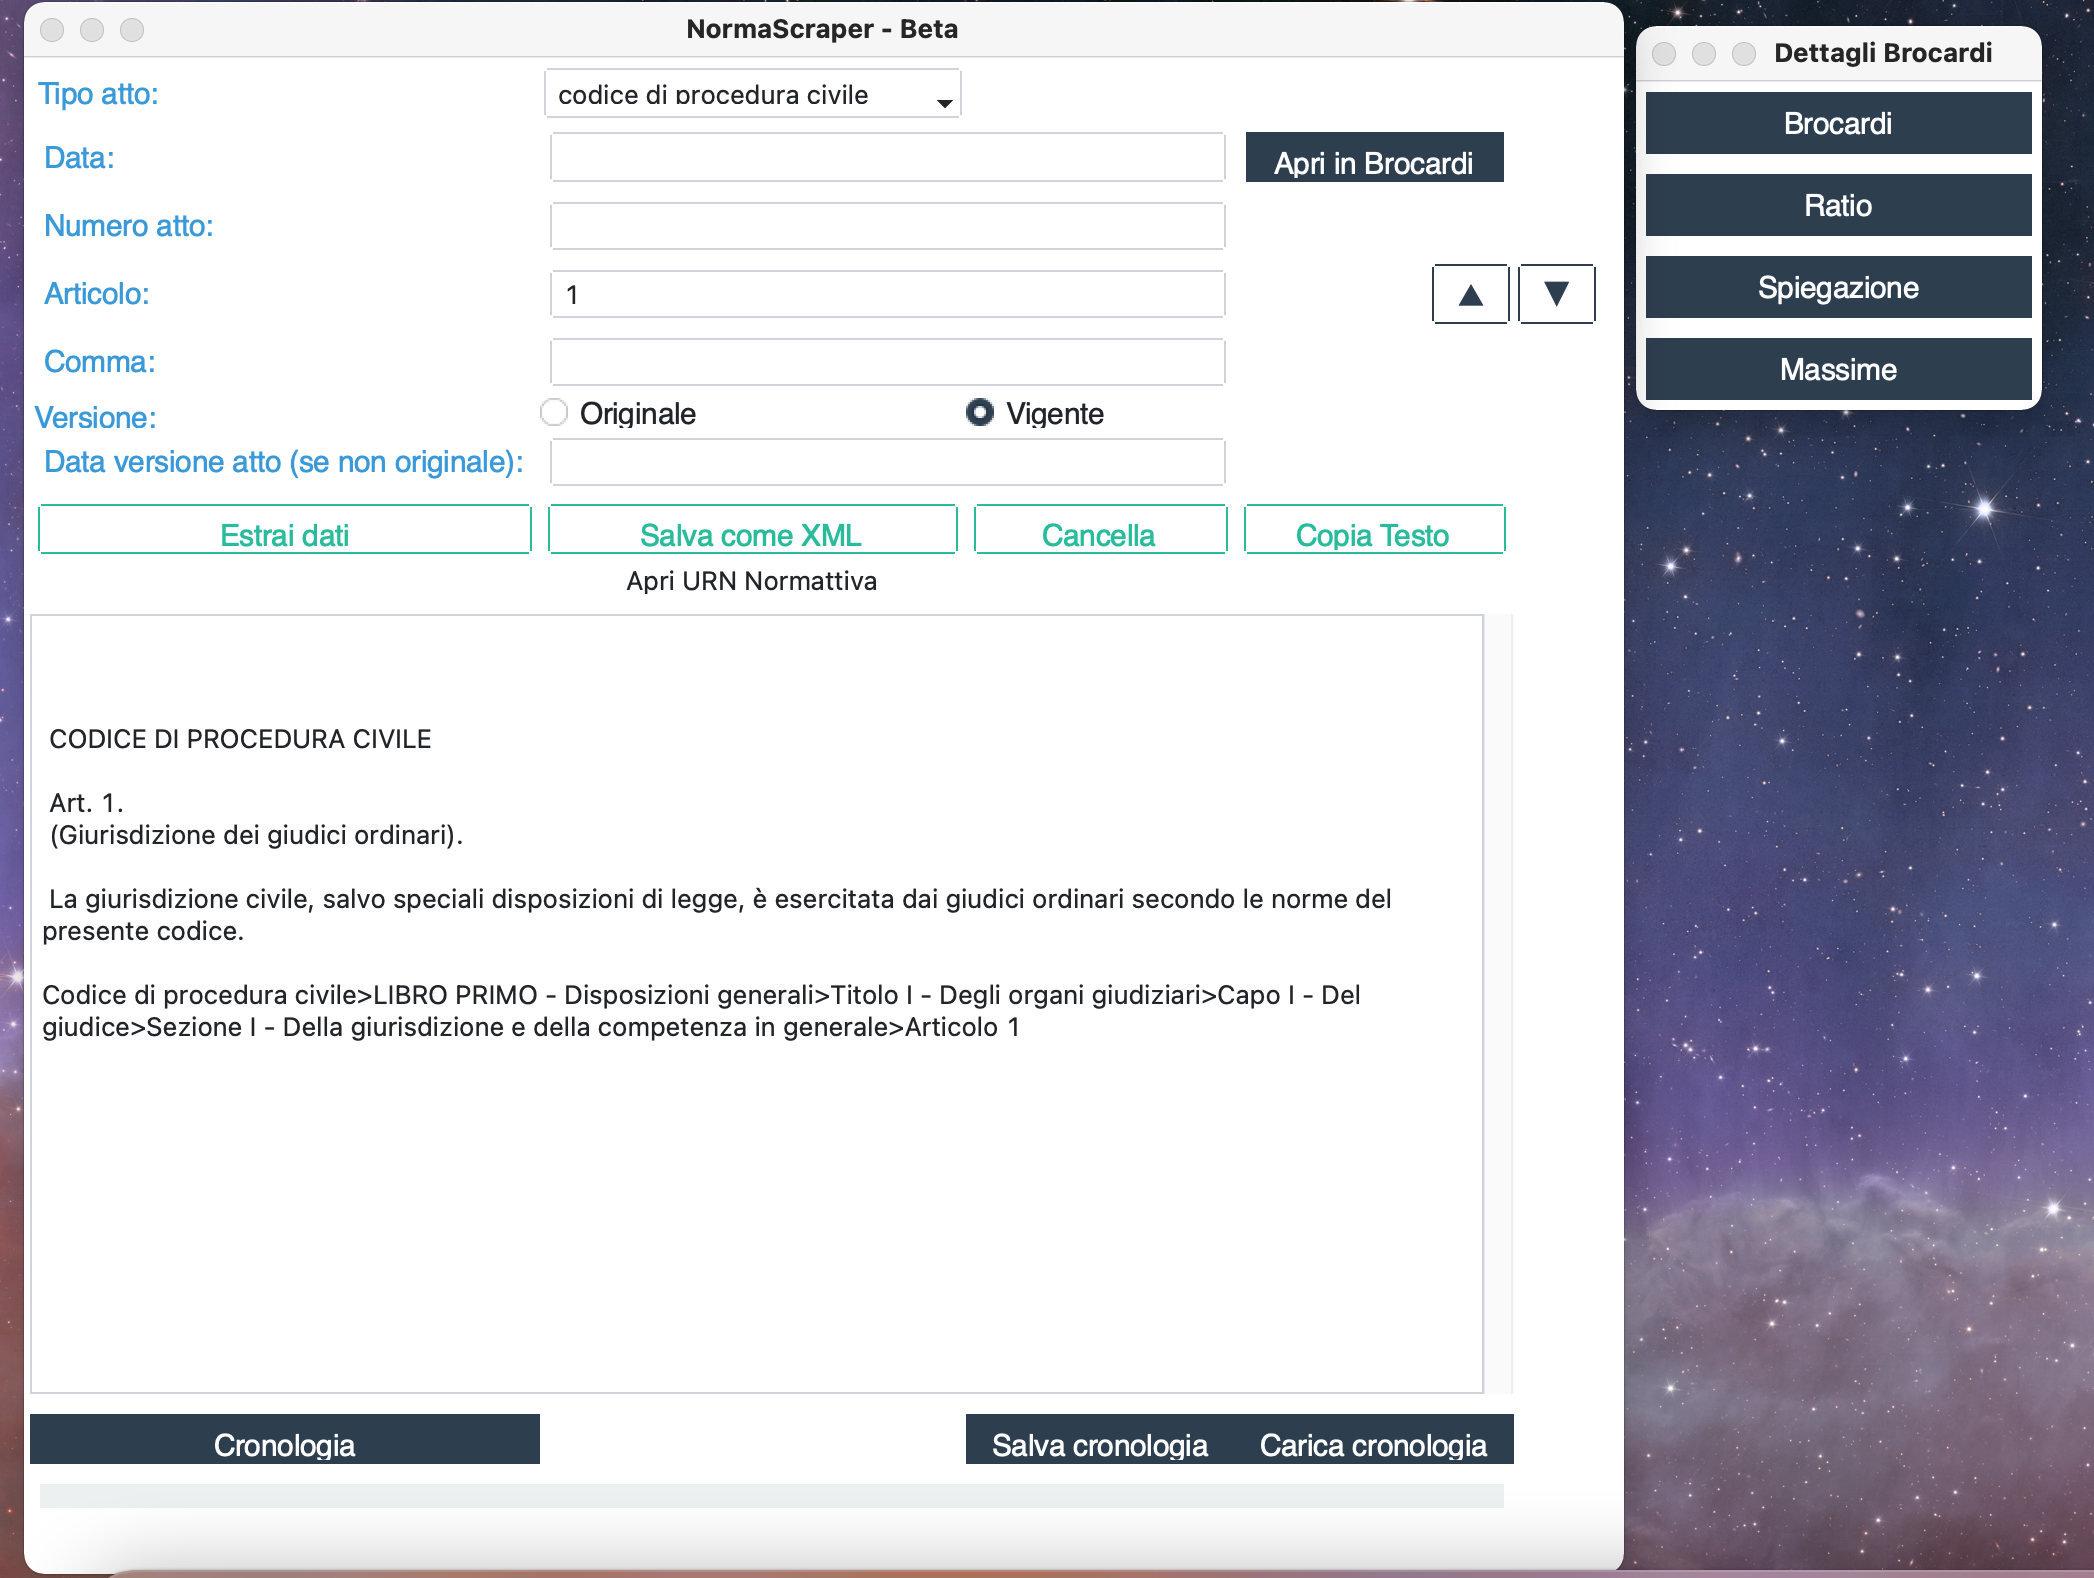 NormaScraper - Beta
Tipo atto:
codice di procedura civile
Data:
Apri in Brocardi
Numero atto:
Articolo:
1
▲
▼
Comma:
Versione:
Originale
Vigente
Data versione atto (se non originale):
Estrai dati
Salva come XML
Cancella
Copia Testo
Apri URN Normattiva
CODICE DI PROCEDURA CIVILE
Art. 1.
(Giurisdizione dei giudici ordinari).
La giurisdizione civile, salvo speciali disposizioni di legge, è esercitata dai giudici ordinari secondo le norme del
presente codice.
Codice di procedura civile>LIBRO PRIMO - Disposizioni generali>Titolo I - Degli organi giudiziari>Capo I - Del
giudice>Sezione I - Della giurisdizione e della competenza in generale>Articolo 1
Cronologia
Salva cronologia
Carica cronologia
Dettagli Brocardi
Brocardi
Ratio
Spiegazione
Massime